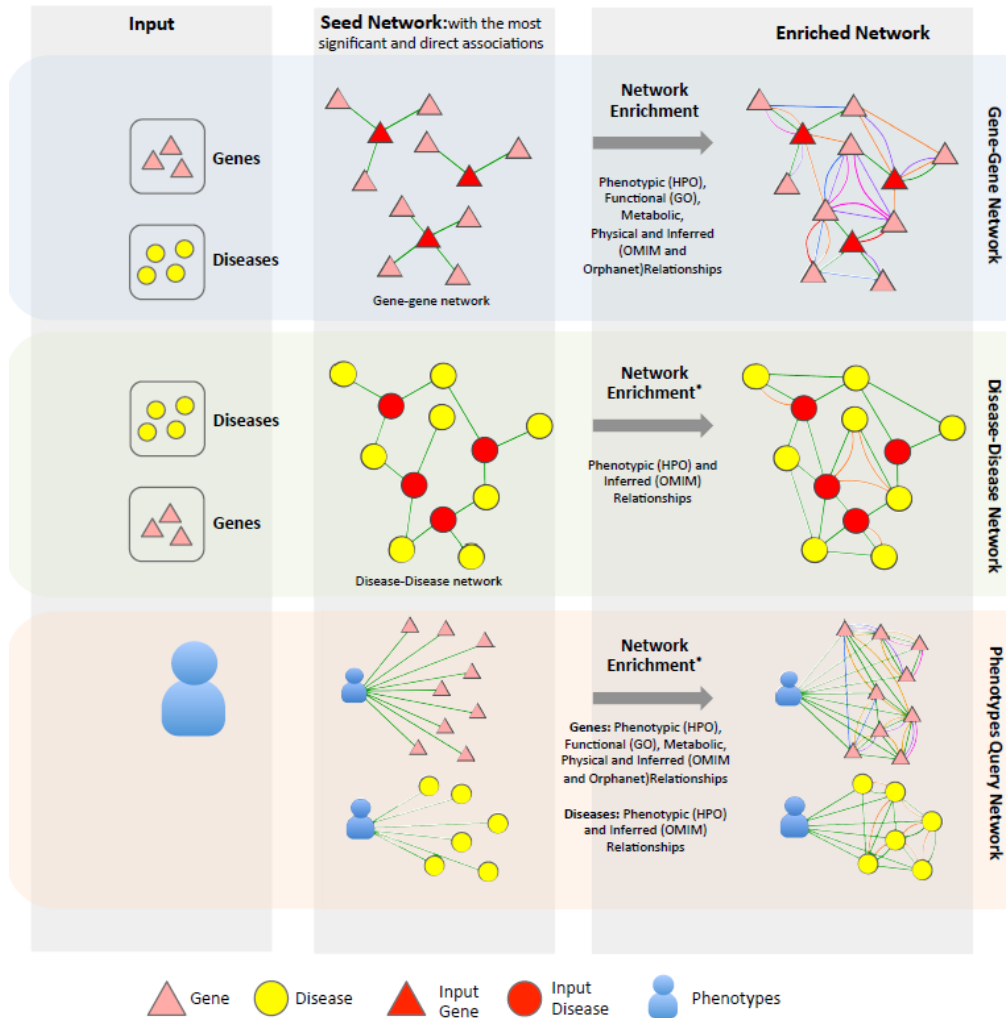 Input
Seed Network:with the most
significant and direct associations
Enriched Network
Genes
Diseases
Gene-gene network
Network
Enrichment
Phenotypic (HPO),
Functional (GO),
Metabolic,
Physical and Inferred
(OMIM and
Orphanet)Relationships
Gene-Gene Network
Diseases
Genes
Disease-Disease network
Network
Enrichment*
Phenotypic (HPO) and
Inferred (OMIM)
Relationships
Disease-Disease Network
Network
Enrichment*
Genes: Phenotypic (HPO),
Functional (GO), Metabolic,
Physical and Inferred (OMIM
and Orphanet)Relationships
Diseases: Phenotypic (HPO)
and Inferred (OMIM)
Relationships
Phenotypes Query Network
Gene
Disease
Input
Gene
Input
Disease
Phenotypes